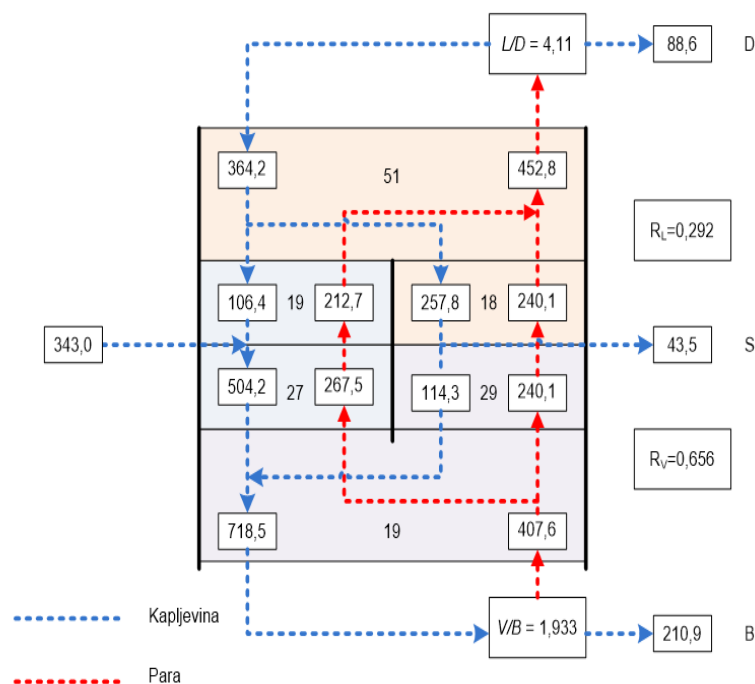 L/D = 4,11
88,6 D
364,2 51 452,8
R_L=0,292
106,4 19 212,7 257,8 18 240,1
343,0 43,5 S
504,2 27 267,5 114,3 29 240,1
R_V=0,656
718,5 19 407,6
V/B = 1,933
210,9 B
Kapljevina
Para